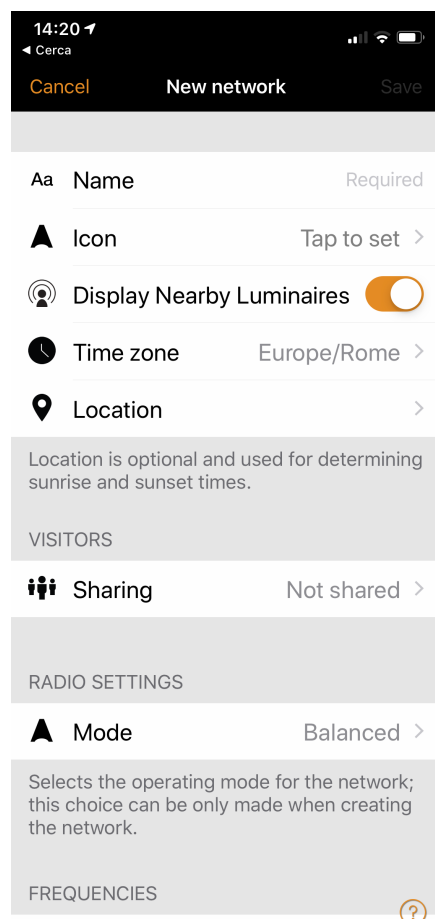 14:20
◀ Cerca
Cancel New network Save
Aa Name Required
Icon Tap to set
Display Nearby Luminaires
Time zone Europe/Rome
Location
Location is optional and used for determining
sunrise and sunset times.
VISITORS
Sharing Not shared
RADIO SETTINGS
Mode Balanced
Selects the operating mode for the network;
this choice can be only made when creating
the network.
FREQUENCIES
?